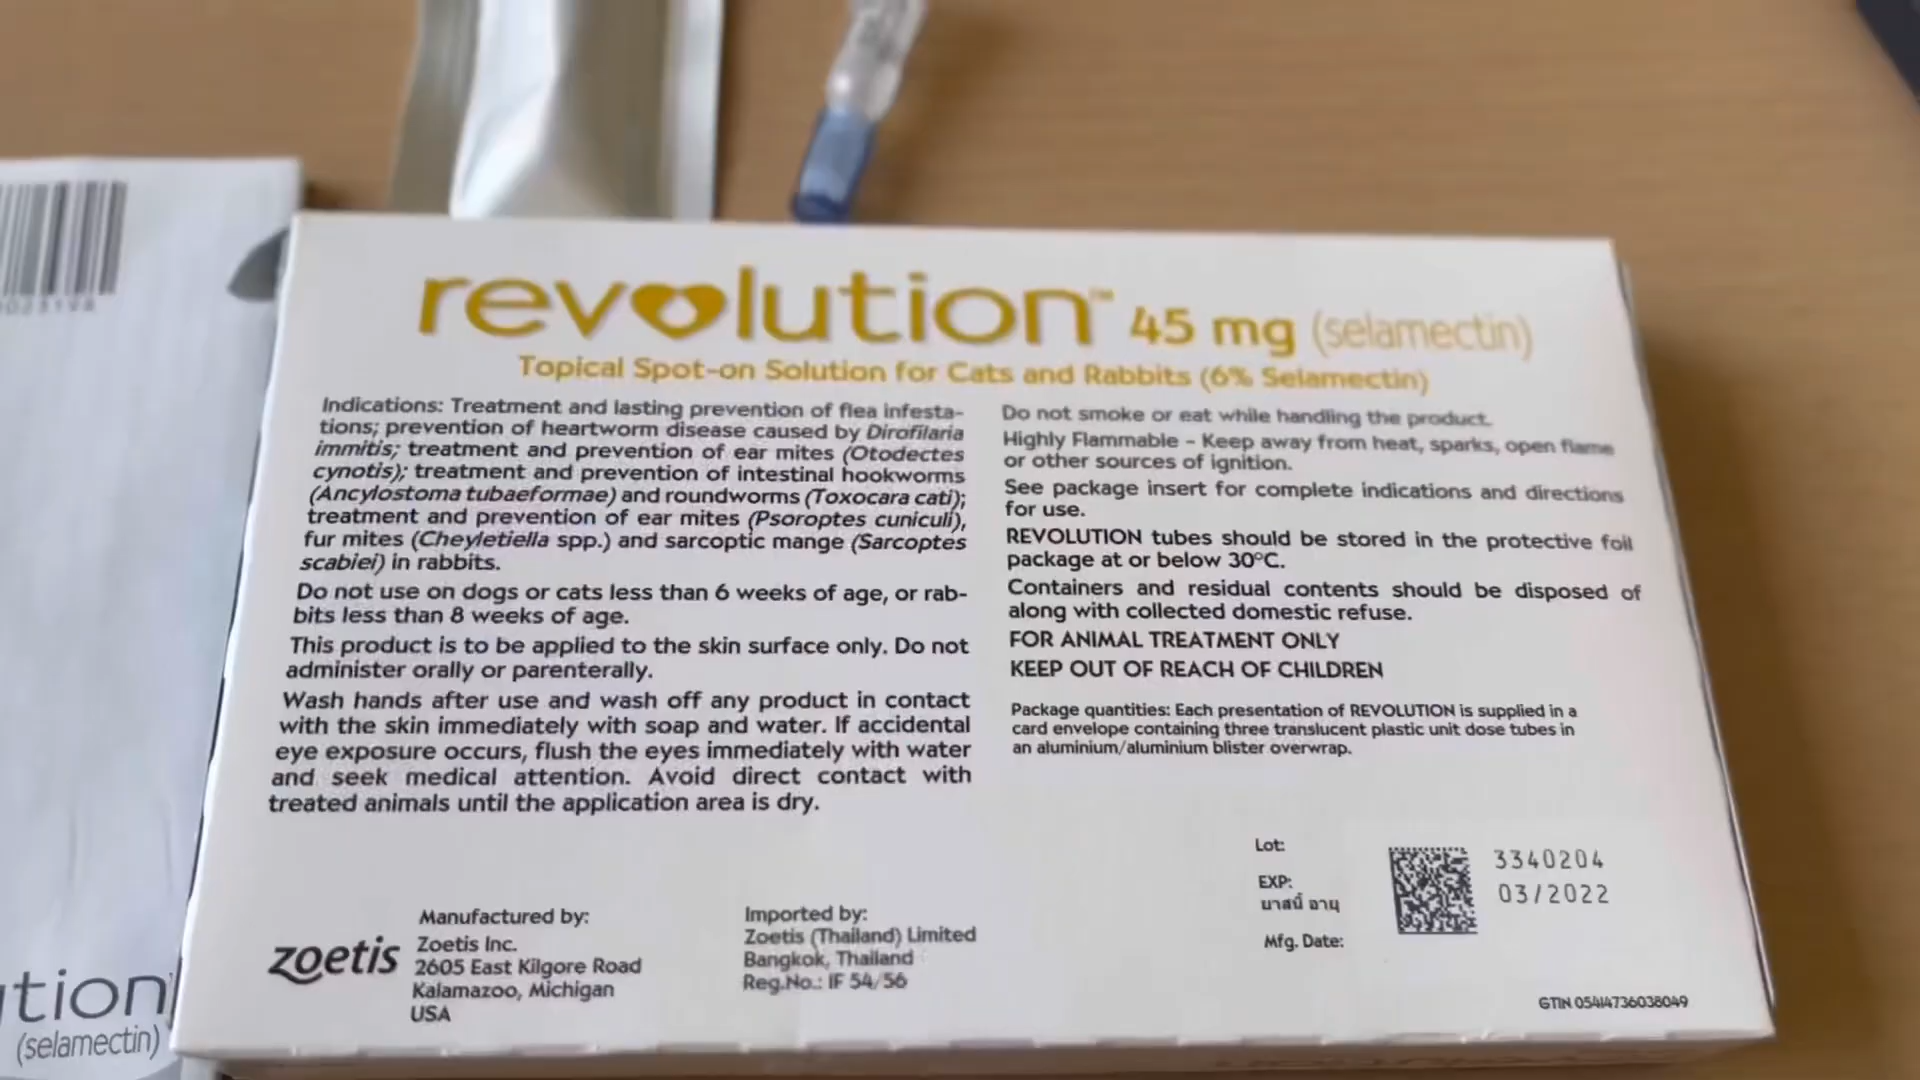 revolution™ 45 mg (selamectin)
Topical Spot-on Solution for Cats and Rabbits (6% Selamectin)
Indications: Treatment and lasting prevention of flea infesta-
tions; prevention of heartworm disease caused by Dirofilaria
immitis; treatment and prevention of ear mites (Otodectes
cynotis); treatment and prevention of intestinal hookworms
(Ancylostoma tubaeformae) and roundworms (Toxocara cati);
treatment and prevention of ear mites (Psoroptes cuniculi),
fur mites (Cheyletiella spp.) and sarcoptic mange (Sarcoptes
scabiei) in rabbits.
Do not use on dogs or cats less than 6 weeks of age, or rab-
bits less than 8 weeks of age.
This product is to be applied to the skin surface only. Do not
administer orally or parenterally.
Wash hands after use and wash off any product in contact
with the skin immediately with soap and water. If accidental
eye exposure occurs, flush the eyes immediately with water
and seek medical attention. Avoid direct contact with
treated animals until the application area is dry.
Do not smoke or eat while handling the product.
Highly Flammable - Keep away from heat, sparks, open flame
or other sources of ignition.
See package insert for complete indications and directions
for use.
REVOLUTION tubes should be stored in the protective foil
package at or below 30°C.
Containers and residual contents should be disposed of
along with collected domestic refuse.
FOR ANIMAL TREATMENT ONLY
KEEP OUT OF REACH OF CHILDREN
Package quantities: Each presentation of REVOLUTION is supplied in a
card envelope containing three translucent plastic unit dose tubes in
an aluminium/aluminium blister overwrap.
Lot: 3340204
EXP: 03/2022
Mfg. Date:
zoetis
Manufactured by:
Zoetis Inc.
2605 East Kilgore Road
Kalamazoo, Michigan
USA
Imported by:
Zoetis (Thailand) Limited
Bangkok, Thailand
Reg.No.: IF 54/56
GTIN 05414736038049
ution
(selamectin)